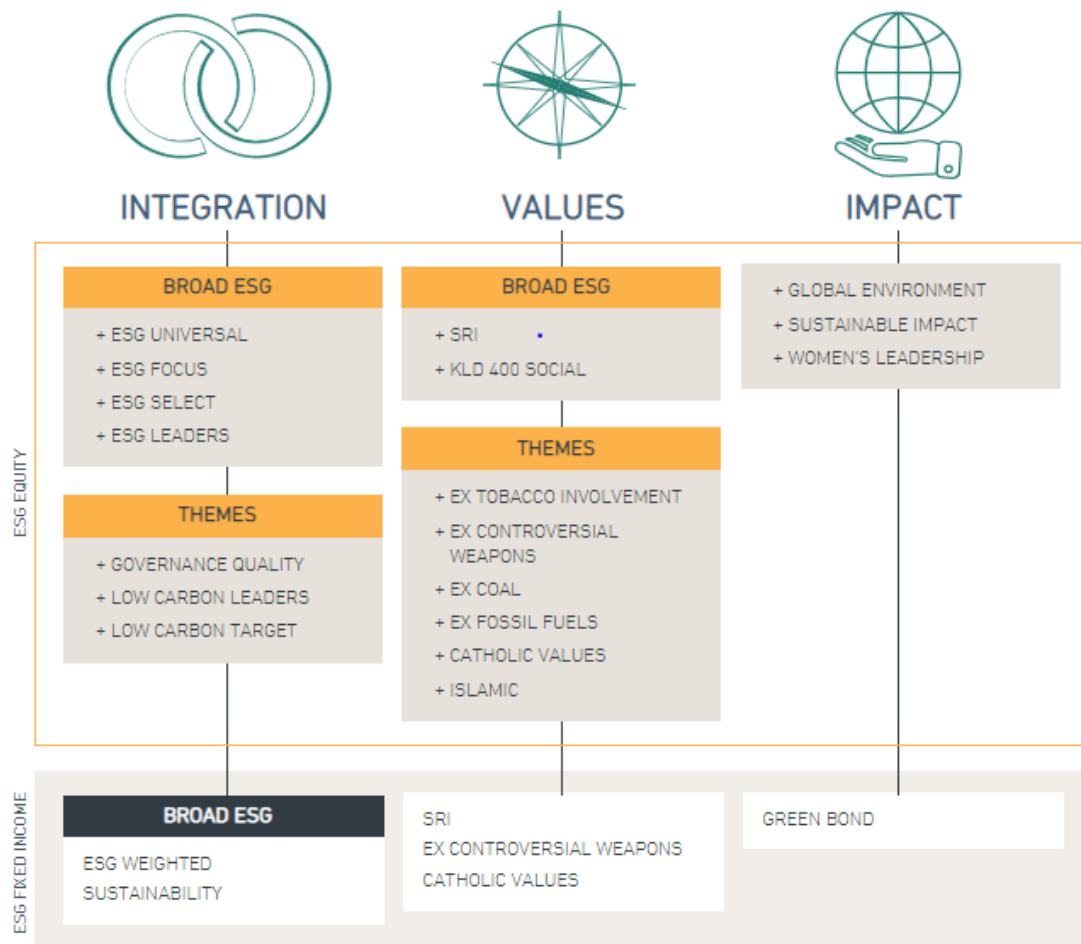 INTEGRATION
VALUES
IMPACT
ESG EQUITY
BROAD ESG
+ ESG UNIVERSAL
+ ESG FOCUS
+ ESG SELECT
+ ESG LEADERS
THEMES
+ GOVERNANCE QUALITY
+ LOW CARBON LEADERS
+ LOW CARBON TARGET
BROAD ESG
+ SRI
+ KLD 400 SOCIAL
THEMES
+ EX TOBACCO INVOLVEMENT
+ EX CONTROVERSIAL
WEAPONS
+ EX COAL
+ EX FOSSIL FUELS
+ CATHOLIC VALUES
+ ISLAMIC
+ GLOBAL ENVIRONMENT
+ SUSTAINABLE IMPACT
+ WOMEN'S LEADERSHIP
ESG FIXED INCOME
BROAD ESG
ESG WEIGHTED
SUSTAINABILITY
SRI
EX CONTROVERSIAL WEAPONS
CATHOLIC VALUES
GREEN BOND